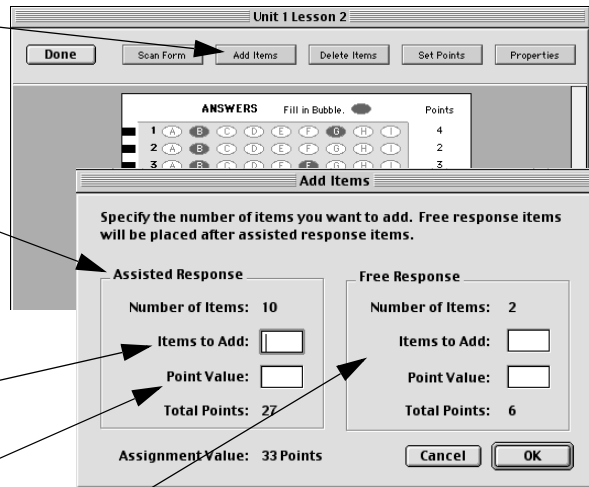 Unit 1 Lesson 2
Done Scan Form Add Items Delete Items Set Points Properties
ANSWERS Fill in Bubble. Points
1 A B C D E F G H I 4
2 A B C D E F G H I 2
3 A B C D E F G H I 3
Add Items
Specify the number of items you want to add. Free response items
will be placed after assisted response items.
Assisted Response
Number of Items: 10
Items to Add:
Point Value:
Total Points: 27
Free Response
Number of Items: 2
Items to Add:
Point Value:
Total Points: 6
Assignment Value: 33 Points
Cancel OK